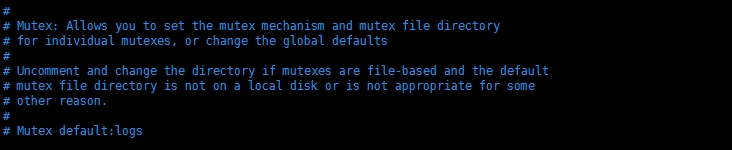 #
# Mutex: Allows you to set the mutex mechanism and mutex file directory
# for individual mutexes, or change the global defaults
#
# Uncomment and change the directory if mutexes are file-based and the default
# mutex file directory is not on a local disk or is not appropriate for some
# other reason.
#
# Mutex default:logs